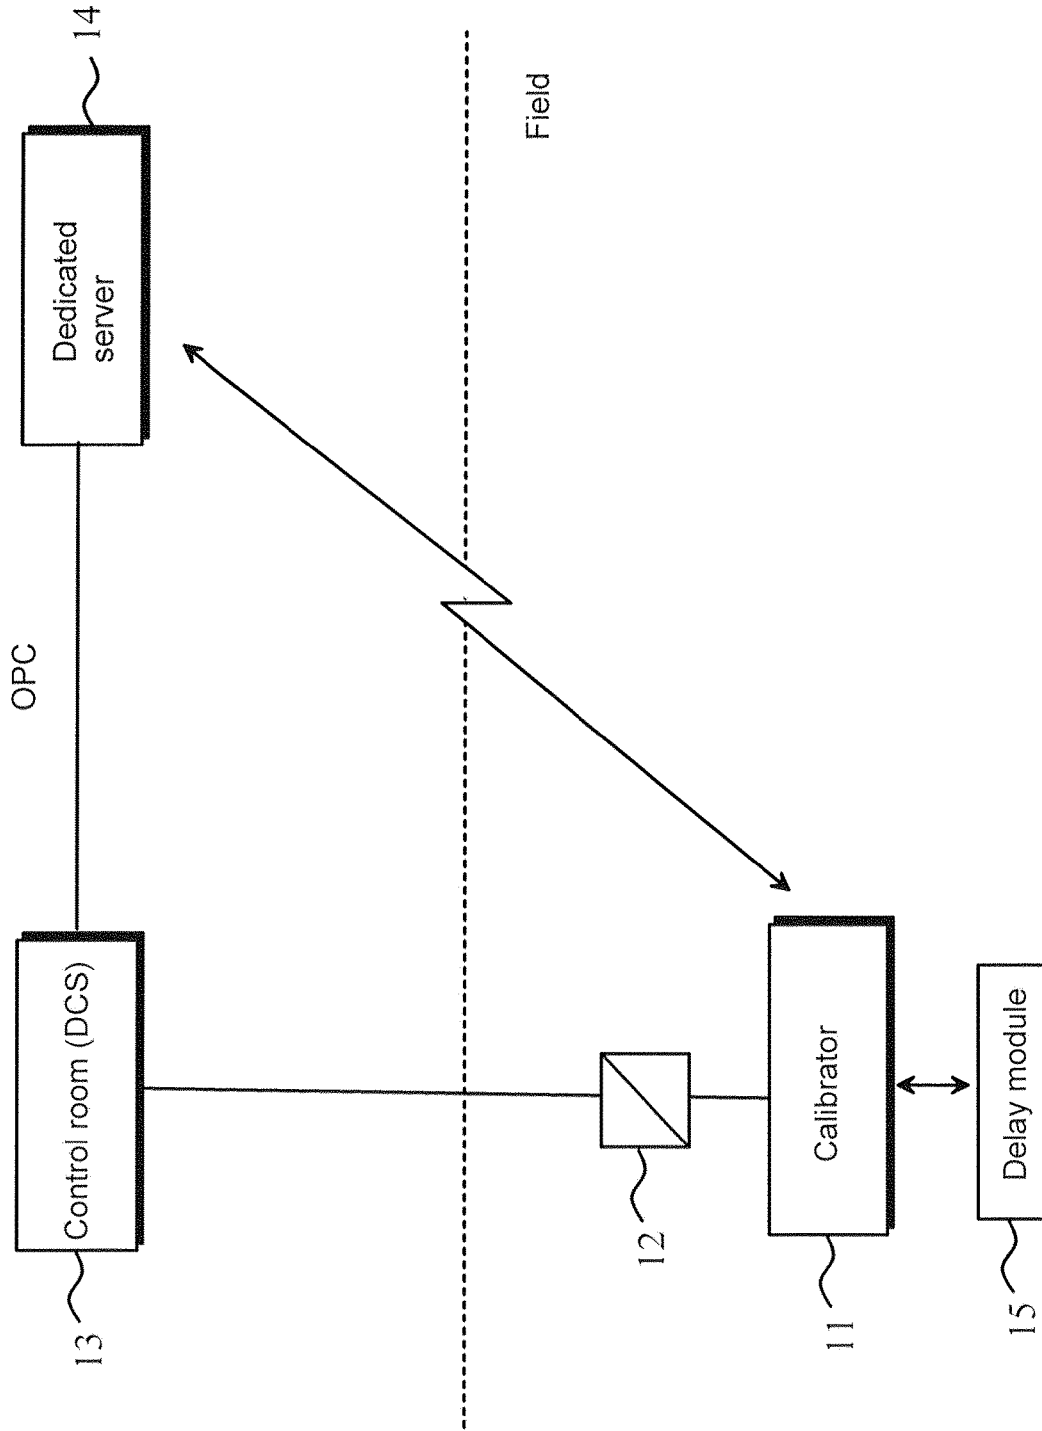 13
Control room (DCS)
OPC
Dedicated
server
14
Field
12
11
Calibrator
15
Delay module